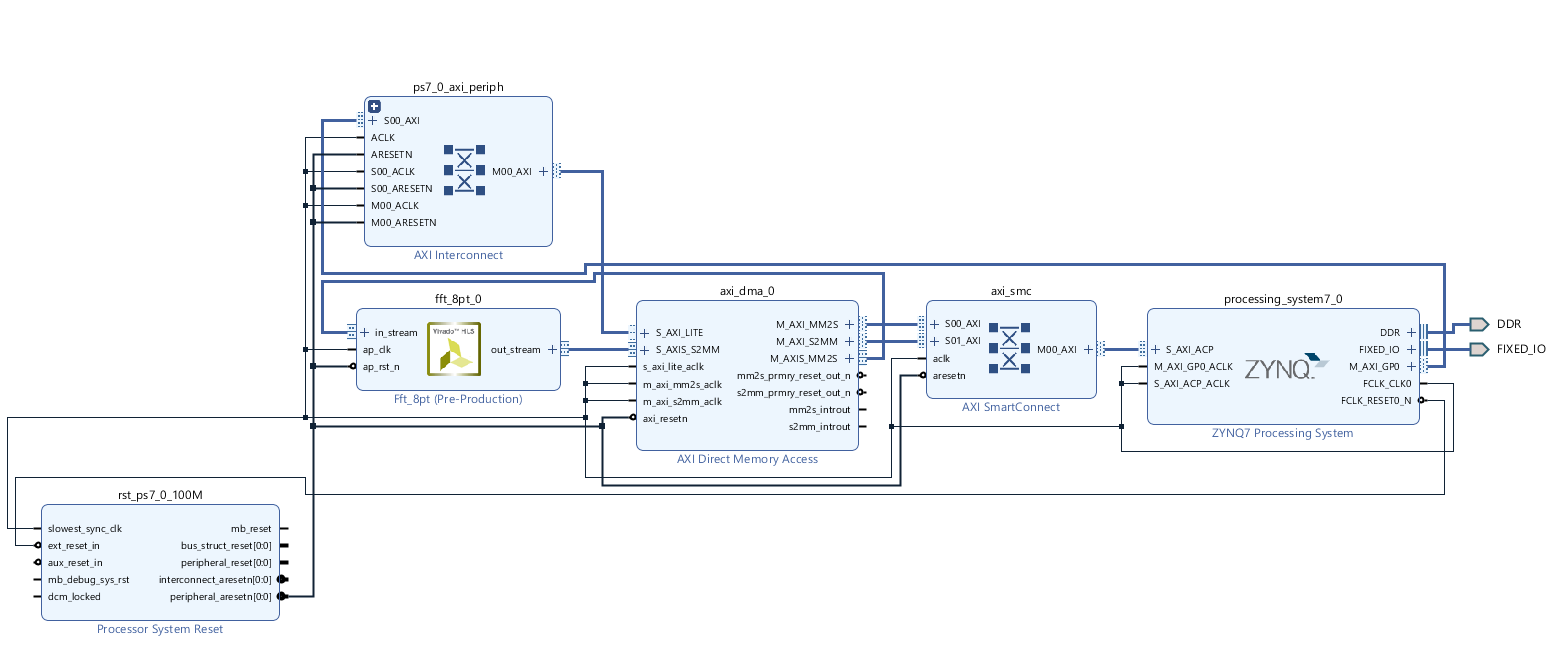 ps7_0_axi_periph
S00_AXI
ACLK
ARESETN
S00_ACLK
S00_ARESETN
M00_ACLK
M00_ARESETN
M00_AXI
AXI Interconnect
fft_8pt_0
in_stream
ap_clk
ap_rst_n
Vivado™ HLS
out_stream
Fft_8pt (Pre-Production)
axi_dma_0
S_AXI_LITE
S_AXIS_S2MM
s_axi_lite_aclk
m_axi_mm2s_aclk
m_axi_s2mm_aclk
axi_resetn
M_AXI_MM2S
M_AXI_S2MM
M_AXIS_MM2S
mm2s_prmry_reset_out_n
s2mm_prmry_reset_out_n
mm2s_introut
s2mm_introut
AXI Direct Memory Access
axi_smc
S00_AXI
S01_AXI
aclk
aresetn
M00_AXI
AXI SmartConnect
processing_system7_0
S_AXI_ACP
M_AXI_GP0_ACLK
S_AXI_ACP_ACLK
ZYNQ
DDR
FIXED_IO
M_AXI_GP0
FCLK_CLK0
FCLK_RESET0_N
ZYNQ7 Processing System
DDR
FIXED_IO
rst_ps7_0_100M
slowest_sync_clk
ext_reset_in
aux_reset_in
mb_debug_sys_rst
dcm_locked
mb_reset
bus_struct_reset[0:0]
peripheral_reset[0:0]
interconnect_aresetn[0:0]
peripheral_aresetn[0:0]
Processor System Reset